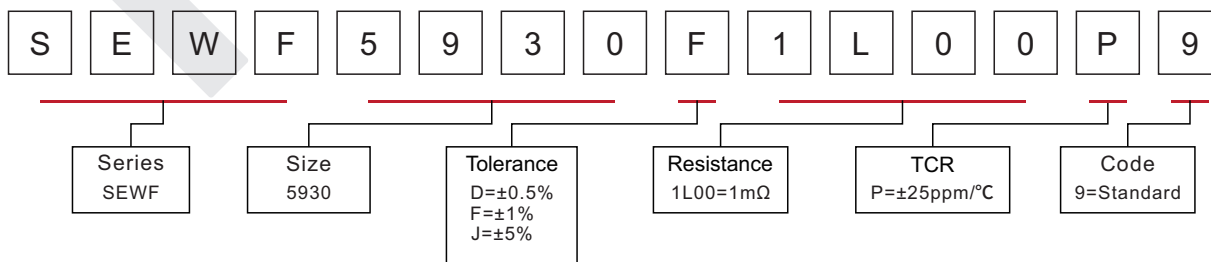 S E W F 5 9 3 0 F 1 L 0 0 P 9
Series
SEWF
Size
5930
Tolerance
D=±0.5%
F=±1%
J=±5%
Resistance
1L00=1mΩ
TCR
P=±25ppm/℃
Code
9=Standard